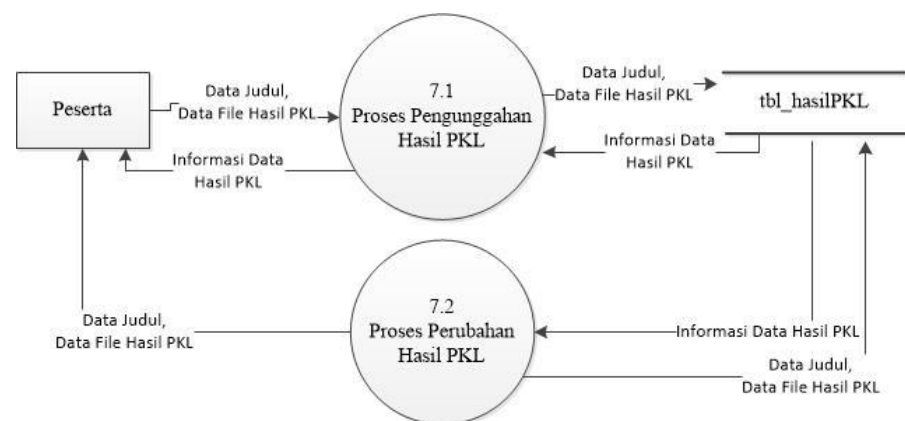 Peserta
Data Judul,
Data File Hasil PKL
Informasi Data
Hasil PKL
7.1
Proses Pengunggahan
Hasil PKL
Data Judul,
Data File Hasil PKL
Informasi Data
Hasil PKL
tbl_hasilPKL
Data Judul,
Data File Hasil PKL
7.2
Proses Perubahan
Hasil PKL
Informasi Data Hasil PKL
Data Judul,
Data File Hasil PKL